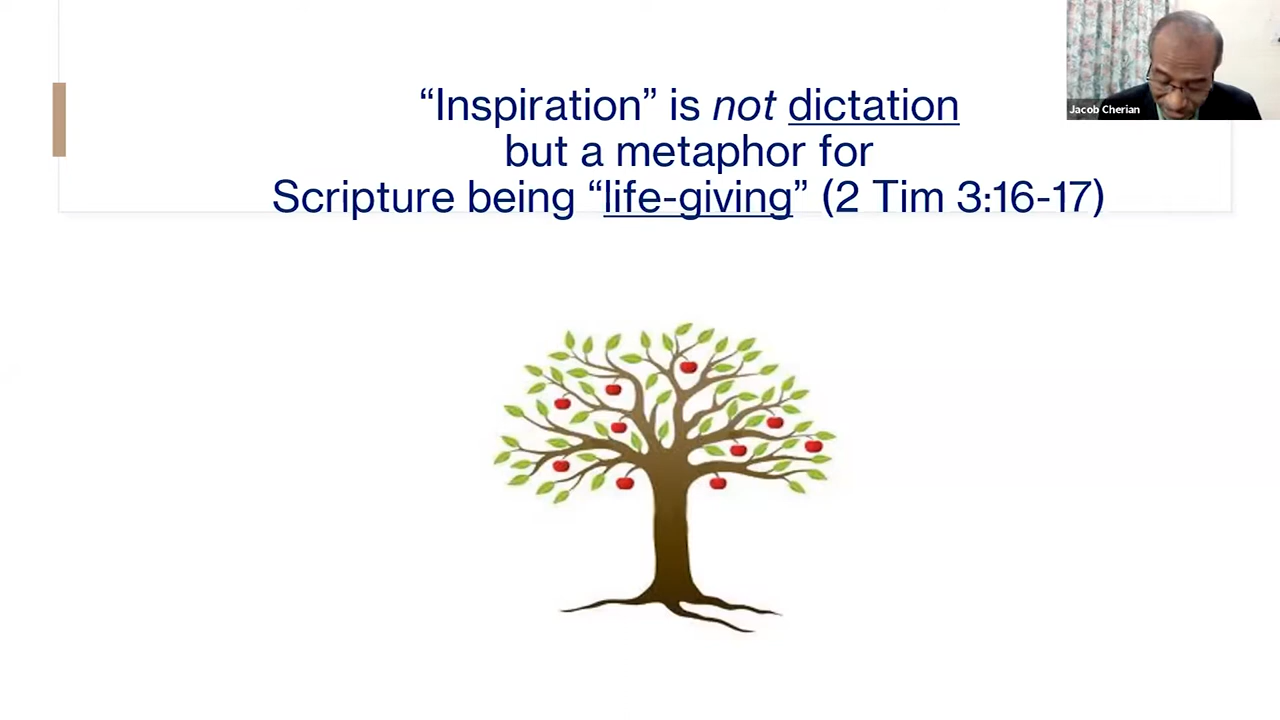 “Inspiration” is not dictation
but a metaphor for
Scripture being “life-giving” (2 Tim 3:16-17)
Jacob Cherian